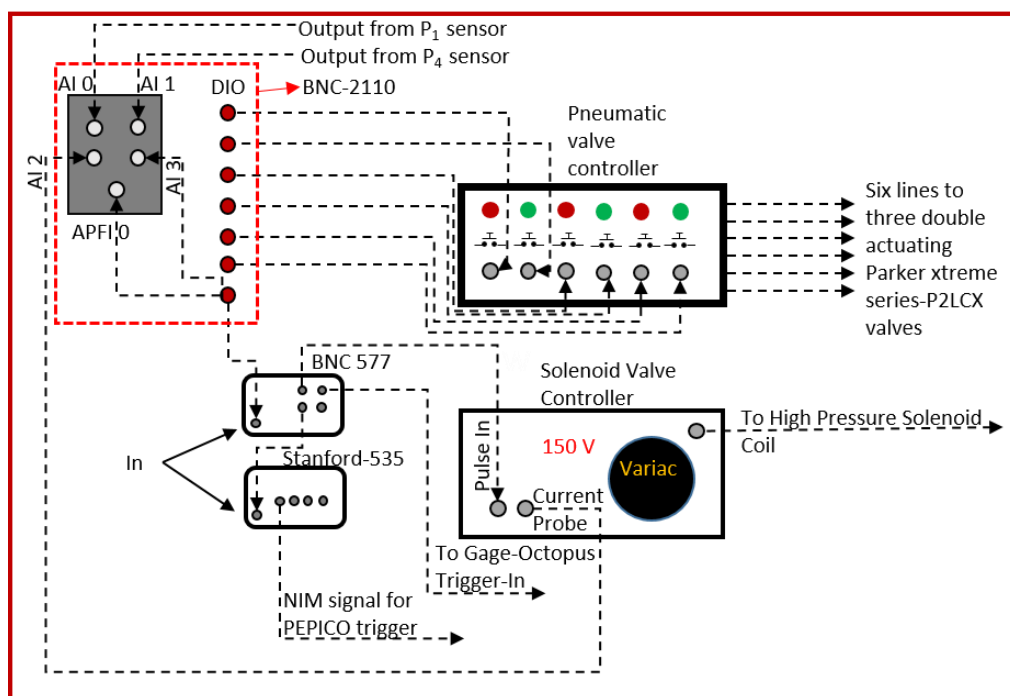 Output from P₁ sensor
Output from P₄ sensor
AI 0
AI 1
DIO
BNC-2110
AI 2
AI 3
APFI 0
Pneumatic
valve
controller
Six lines to
three double
actuating
Parker xtreme
series-P2LCX
valves
BNC 577
In
Stanford-535
Solenoid Valve
Controller
Pulse In
150 V
Variac
Current
Probe
To High Pressure Solenoid
Coil
To Gage-Octopus
Trigger-In
NIM signal for
PEPICO trigger